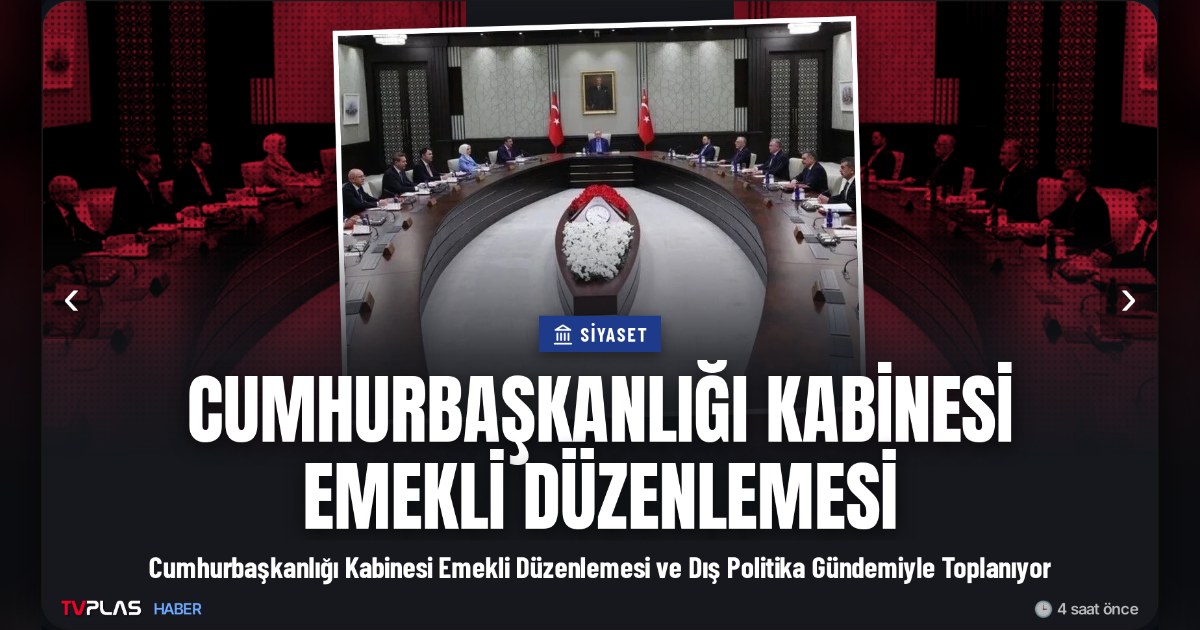 SİYASET
CUMHURBAŞKANLIĞI KABİNESİ
EMEKLİ DÜZENLEMESİ
Cumhurbaşkanlığı Kabinesi Emekli Düzenlemesi ve Dış Politika Gündemiyle Toplanıyor
TVPLAS HABER
4 saat önce